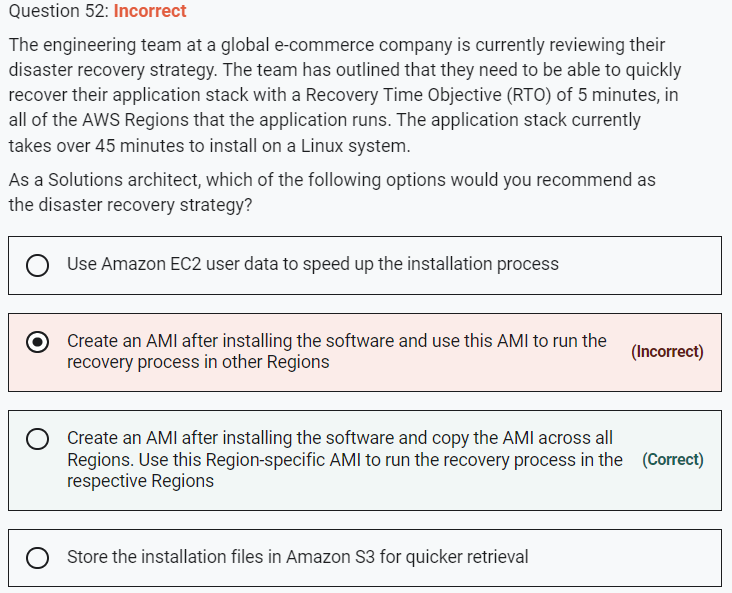 Question 52: Incorrect
The engineering team at a global e-commerce company is currently reviewing their
disaster recovery strategy. The team has outlined that they need to be able to quickly
recover their application stack with a Recovery Time Objective (RTO) of 5 minutes, in
all of the AWS Regions that the application runs. The application stack currently
takes over 45 minutes to install on a Linux system.
As a Solutions architect, which of the following options would you recommend as
the disaster recovery strategy?
Use Amazon EC2 user data to speed up the installation process
Create an AMI after installing the software and use this AMI to run the
recovery process in other Regions
(Incorrect)
Create an AMI after installing the software and copy the AMI across all
Regions. Use this Region-specific AMI to run the recovery process in the
respective Regions
(Correct)
Store the installation files in Amazon S3 for quicker retrieval